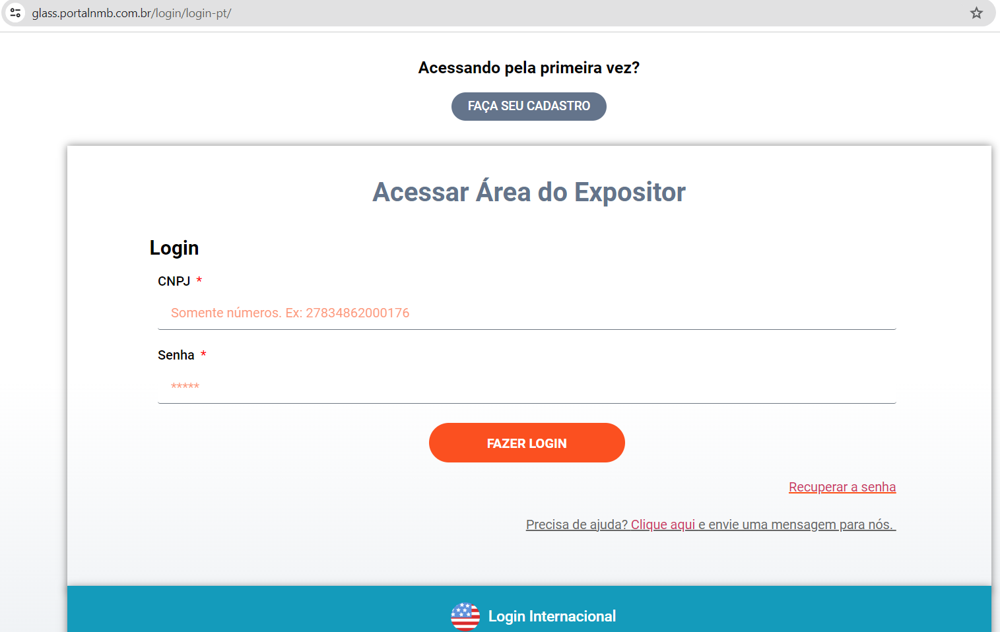 glass.portalnmb.com.br/login/login-pt/
Acessando pela primeira vez?
FAÇA SEU CADASTRO
Acessar Área do Expositor
Login
CNPJ *
Somente números. Ex: 27834862000176
Senha *
*****
FAZER LOGIN
Recuperar a senha
Precisa de ajuda? Clique aqui e envie uma mensagem para nós.
Login Internacional